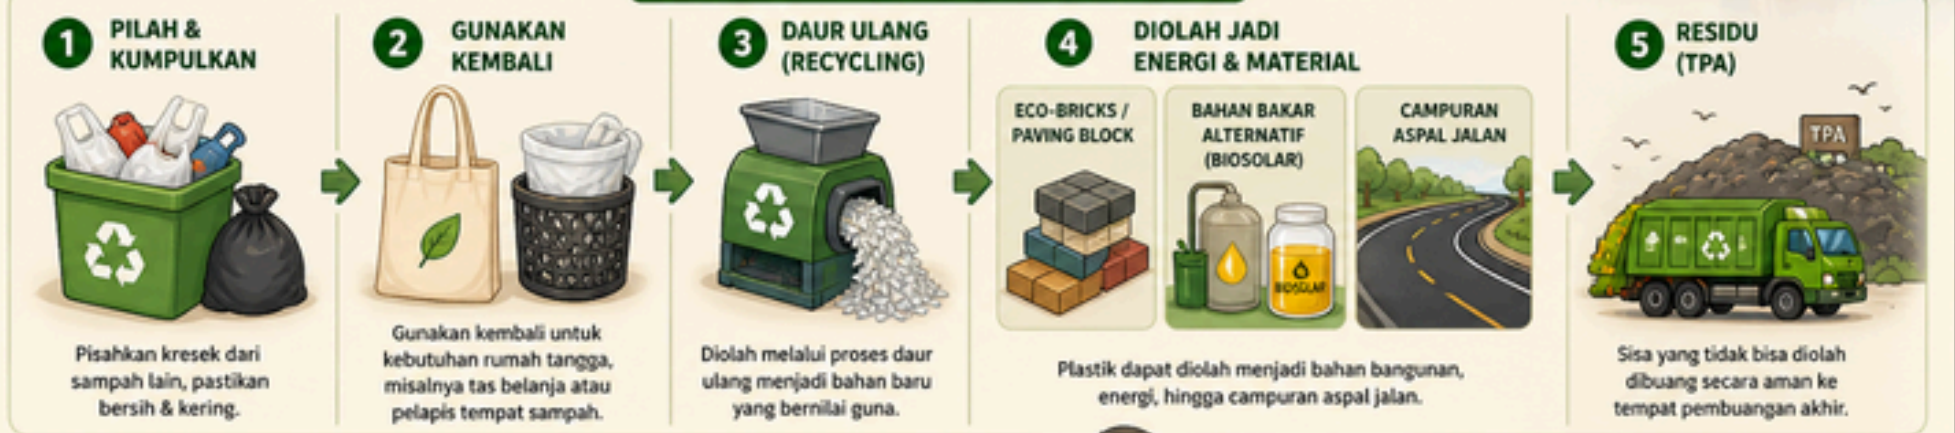 1
PILAH &
KUMPULKAN
Pisahkan kresek dari
sampah lain, pastikan
bersih & kering.
2
GUNAKAN
KEMBALI
Gunakan kembali untuk
kebutuhan rumah tangga,
misalnya tas belanja atau
pelapis tempat sampah.
3
DAUR ULANG
(RECYCLING)
Diolah melalui proses daur
ulang menjadi bahan baru
yang bernilai guna.
4
DIOLAH JADI
ENERGI & MATERIAL
ECO-BRICKS /
PAVING BLOCK
BAHAN BAKAR
ALTERNATIF
(BIOSOLAR)
BIOSOLAR
CAMPURAN
ASPAL JALAN
Plastik dapat diolah menjadi bahan bangunan,
energi, hingga campuran aspal jalan.
5
RESIDU
(TPA)
TPA
Sisa yang tidak bisa diolah
dibuang secara aman ke
tempat pembuangan akhir.